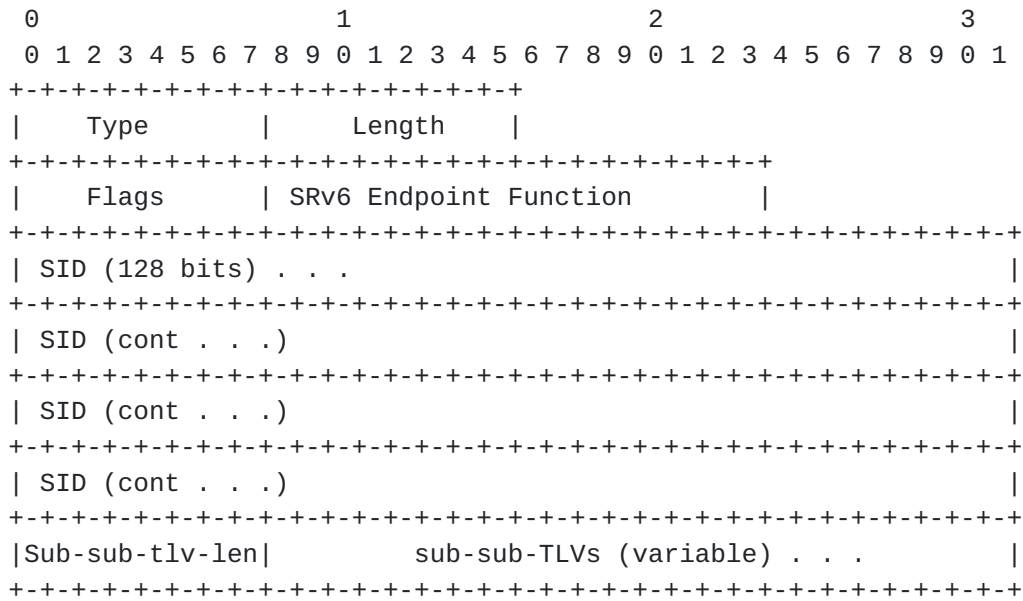 0                   1                   2                   3
 0 1 2 3 4 5 6 7 8 9 0 1 2 3 4 5 6 7 8 9 0 1 2 3 4 5 6 7 8 9 0 1
+-+-+-+-+-+-+-+-+-+-+-+-+-+-+-+-+
|    Type       |     Length    |
+-+-+-+-+-+-+-+-+-+-+-+-+-+-+-+-+-+-+-+-+-+-+-+-+
|    Flags      | SRv6 Endpoint Function        |
+-+-+-+-+-+-+-+-+-+-+-+-+-+-+-+-+-+-+-+-+-+-+-+-+-+-+-+-+-+-+-+-+
| SID (128 bits) . . .                                          |
+-+-+-+-+-+-+-+-+-+-+-+-+-+-+-+-+-+-+-+-+-+-+-+-+-+-+-+-+-+-+-+-+
| SID (cont . . .)                                              |
+-+-+-+-+-+-+-+-+-+-+-+-+-+-+-+-+-+-+-+-+-+-+-+-+-+-+-+-+-+-+-+-+
| SID (cont . . .)                                              |
+-+-+-+-+-+-+-+-+-+-+-+-+-+-+-+-+-+-+-+-+-+-+-+-+-+-+-+-+-+-+-+-+
| SID (cont . . .)                                              |
+-+-+-+-+-+-+-+-+-+-+-+-+-+-+-+-+-+-+-+-+-+-+-+-+-+-+-+-+-+-+-+-+
|Sub-sub-tlv-len|         sub-sub-TLVs (variable) . . .         |
+-+-+-+-+-+-+-+-+-+-+-+-+-+-+-+-+-+-+-+-+-+-+-+-+-+-+-+-+-+-+-+-+